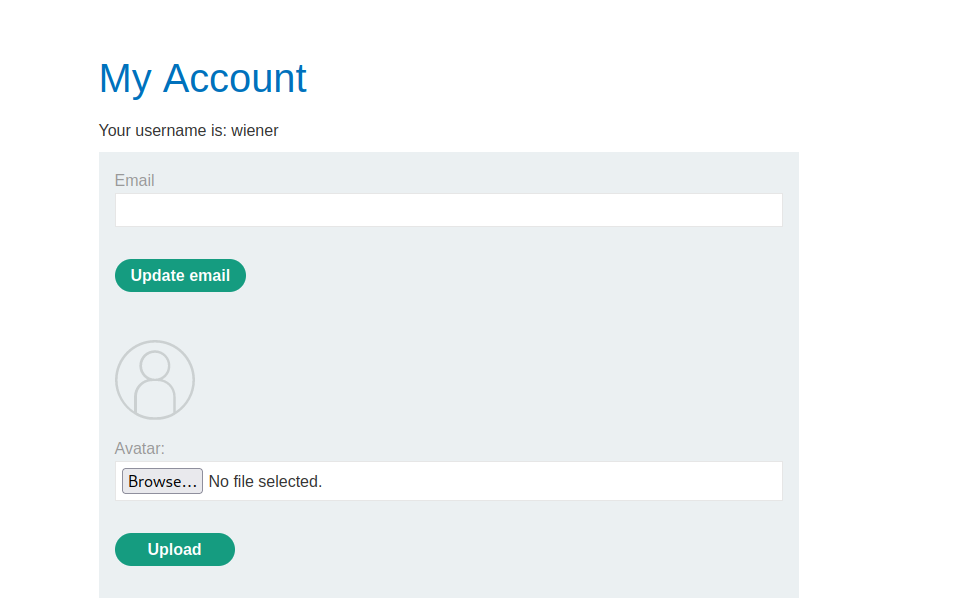 My Account
Your username is: wiener
Email
Update email
Avatar:
Browse... No file selected.
Upload